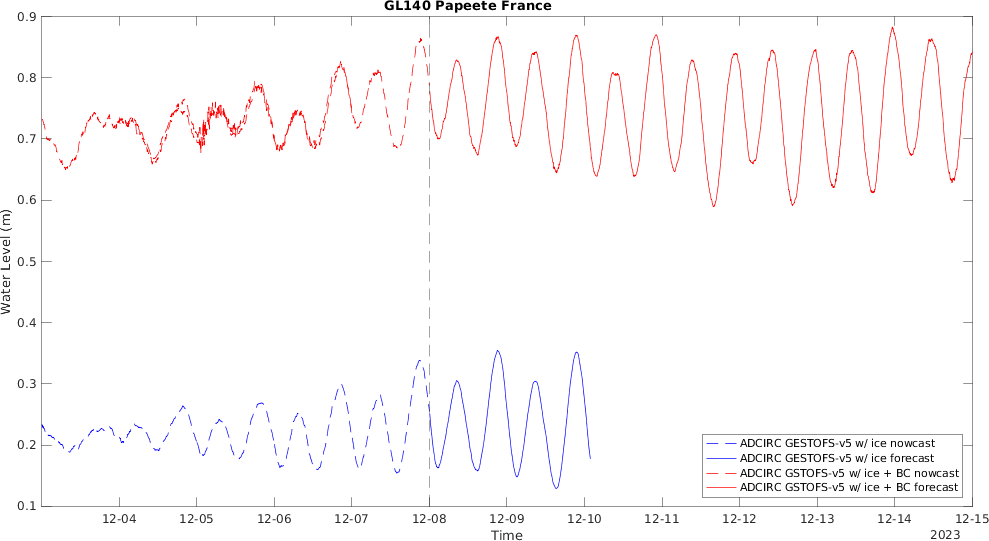 GL140 Papeete France
0.9
0.8
0.7
0.6
0.5
0.4
0.3
0.2
0.1
Water Level (m)
12-04 12-05 12-06 12-07 12-08 12-09 12-10 12-11 12-12 12-13 12-14 12-15
Time
2023
ADCIRC GESTOFS-v5 w/ ice nowcast
ADCIRC GESTOFS-v5 w/ ice forecast
ADCIRC GSTOFS-v5 w/ ice + BC nowcast
ADCIRC GSTOFS-v5 w/ ice + BC forecast